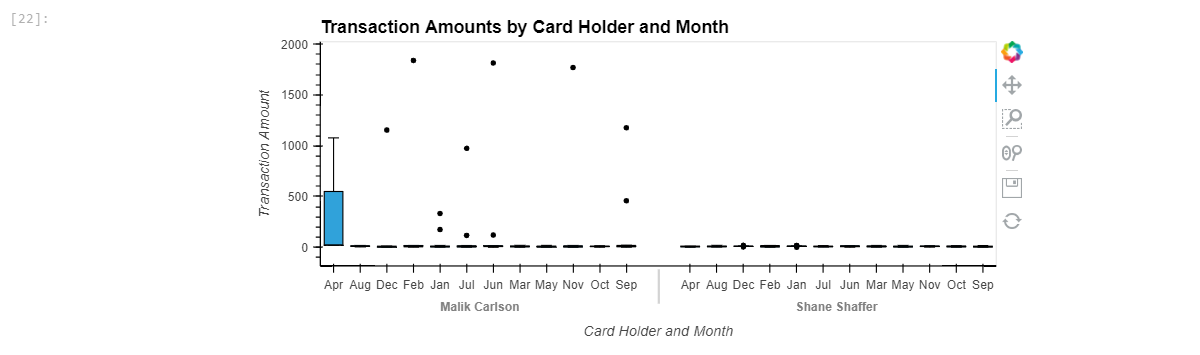 [22]:
Transaction Amounts by Card Holder and Month
2000
1500
1000
500
0
Transaction Amount
Apr Aug Dec Feb Jan Jul Jun Mar May Nov Oct Sep Apr Aug Dec Feb Jan Jul Jun Mar May Nov Oct Sep
Malik Carlson Shane Shaffer
Card Holder and Month